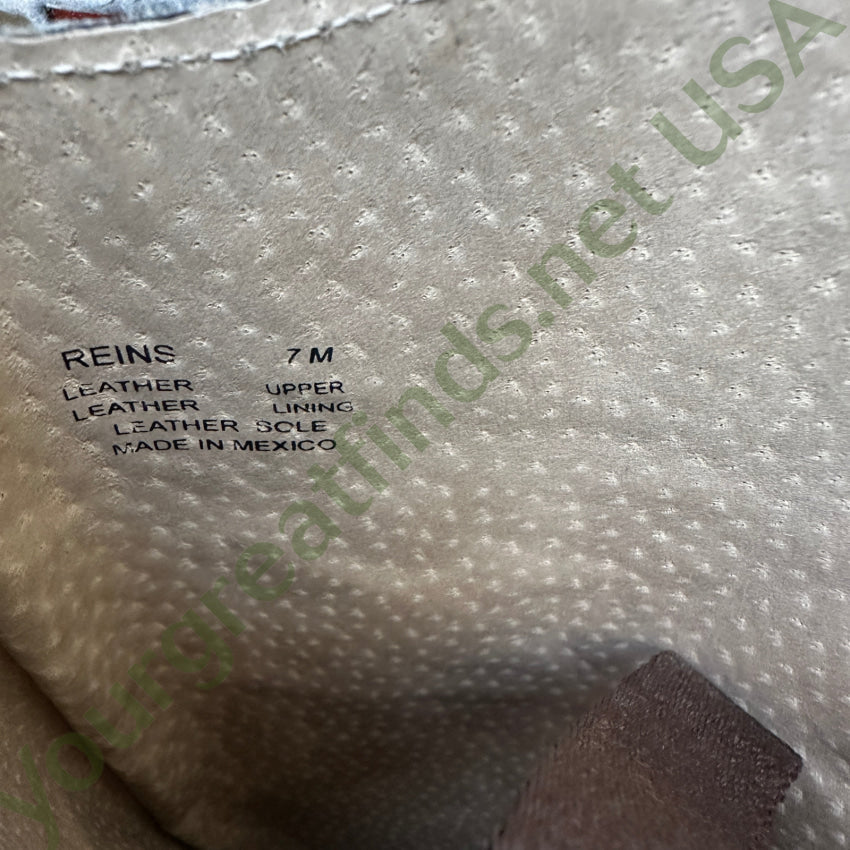 REINS 7 M
LEATHER UPPER
LEATHER LINING
LEATHER SOLE
MADE IN MEXICO
yourgreatfinds.net USA